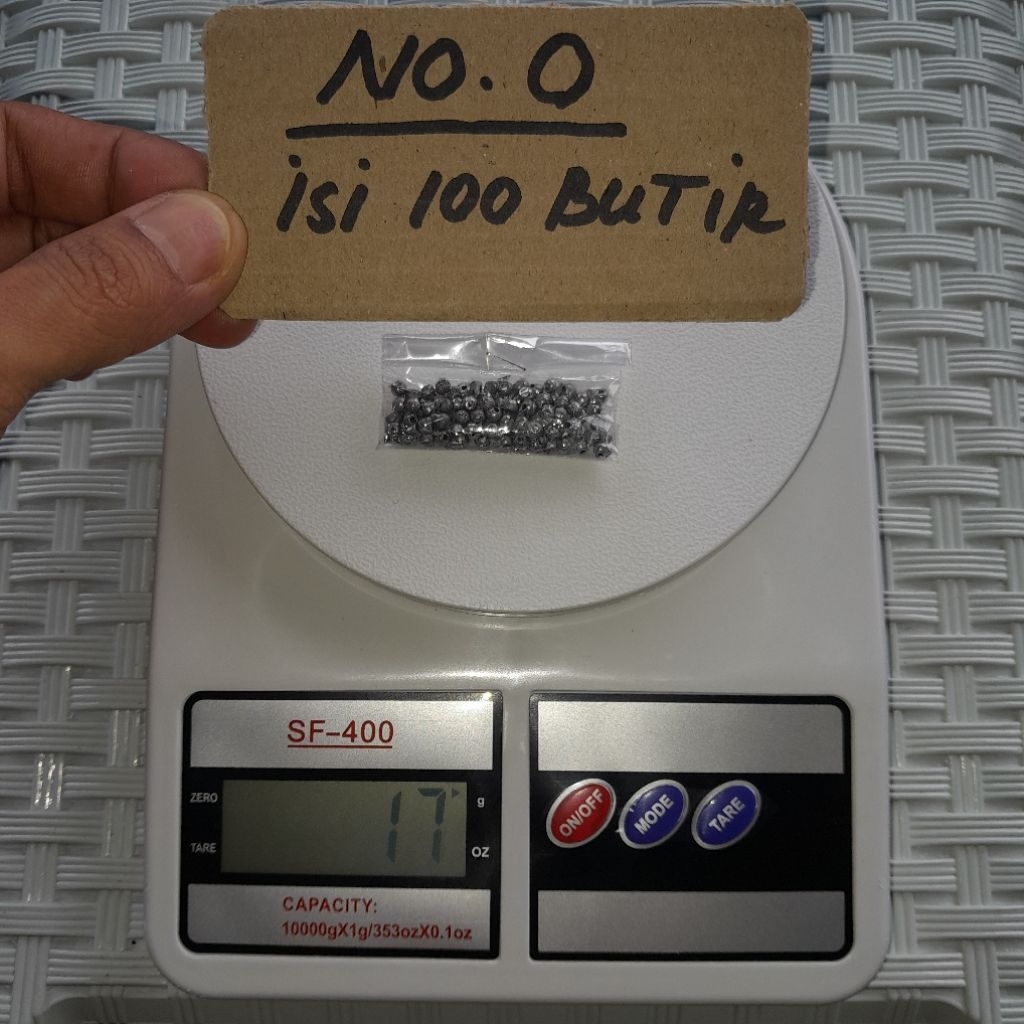 NO. 0
isi 100 BUTiR
SF-400
ZERO
17
g
TARE
OZ
CAPACITY:
10000gX1g/353ozX0.1oz
ON/OFF
MODE
TARE